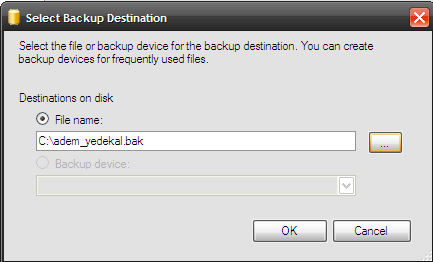 Select Backup Destination
Select the file or backup device for the backup destination. You can create
backup devices for frequently used files.
Destinations on disk
File name:
C:\adem_yedekal.bak
...
Backup device:
OK
Cancel